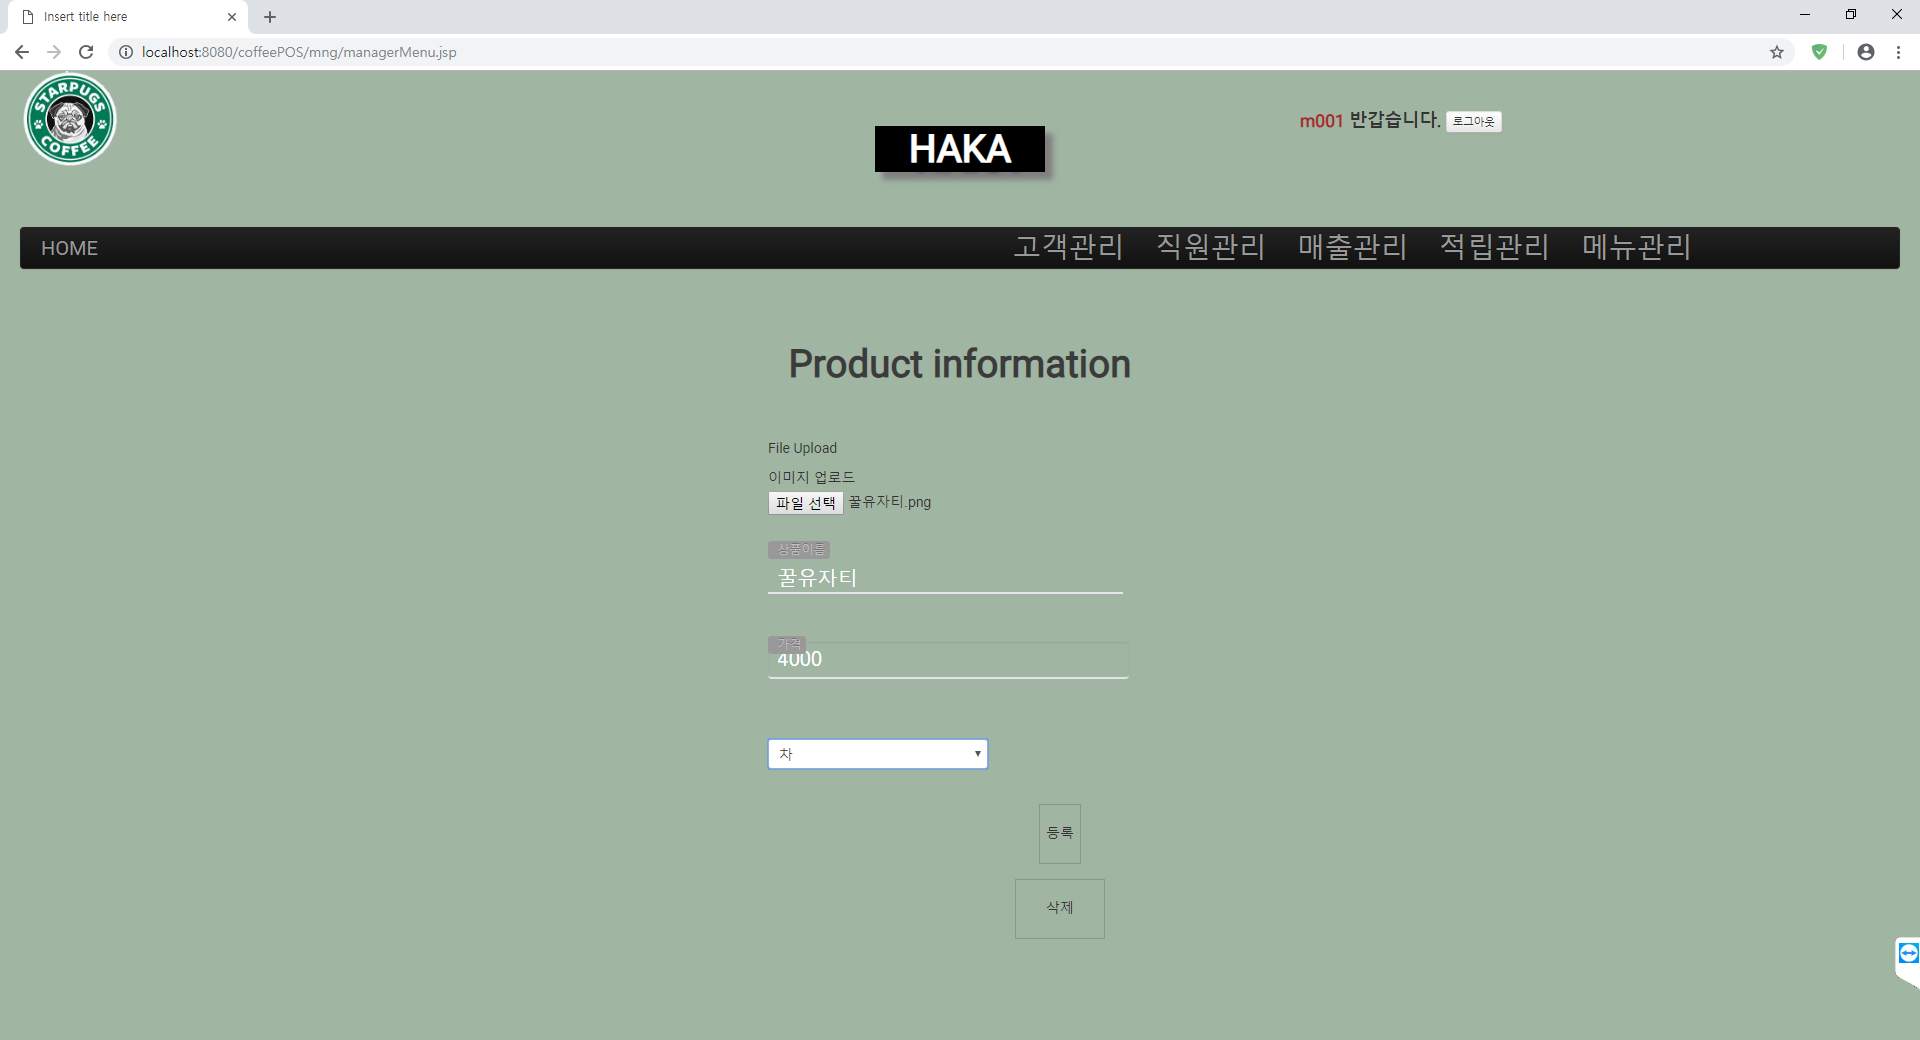 Insert title here
localhost:8080/coffeePOS/mng/managerMenu.jsp
STARPUGS
COFFEE
m001 반갑습니다. 로그아웃
HAKA
HOME 고객관리 직원관리 매출관리 적립관리 메뉴관리
Product information
File Upload
이미지 업로드
파일 선택 꿀유자티.png
상품이름
꿀유자티
가격
4000
차
등록
삭제